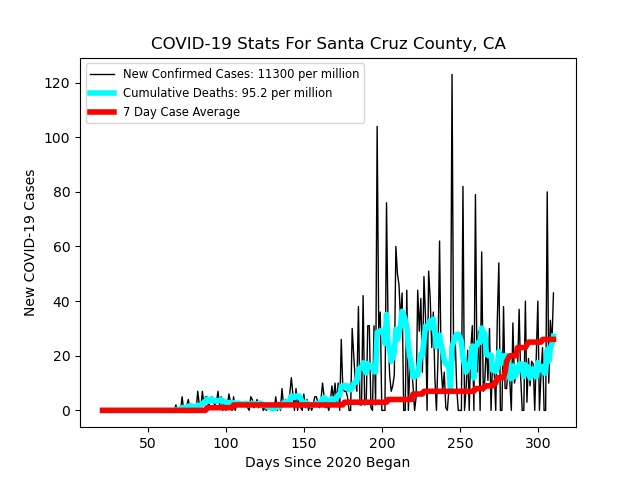 COVID-19 Stats For Santa Cruz County, CA
New Confirmed Cases: 11300 per million
Cumulative Deaths: 95.2 per million
7 Day Case Average
New COVID-19 Cases
120
100
80
60
40
20
0
50 100 150 200 250 300
Days Since 2020 Began